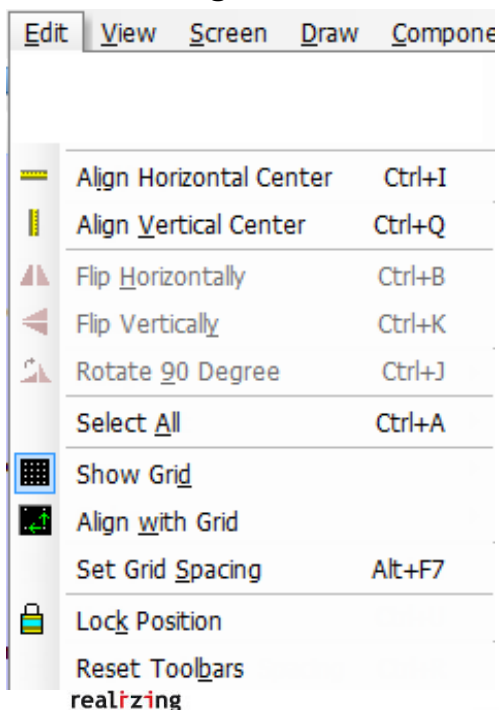 Edit View Screen Draw Compone
Align Horizontal Center Ctrl+I
Align Vertical Center Ctrl+Q
Flip Horizontally Ctrl+B
Flip Vertically Ctrl+K
Rotate 90 Degree Ctrl+J
Select All Ctrl+A
Show Grid
Align with Grid
Set Grid Spacing Alt+F7
Lock Position
Reset Toolbars
realizing